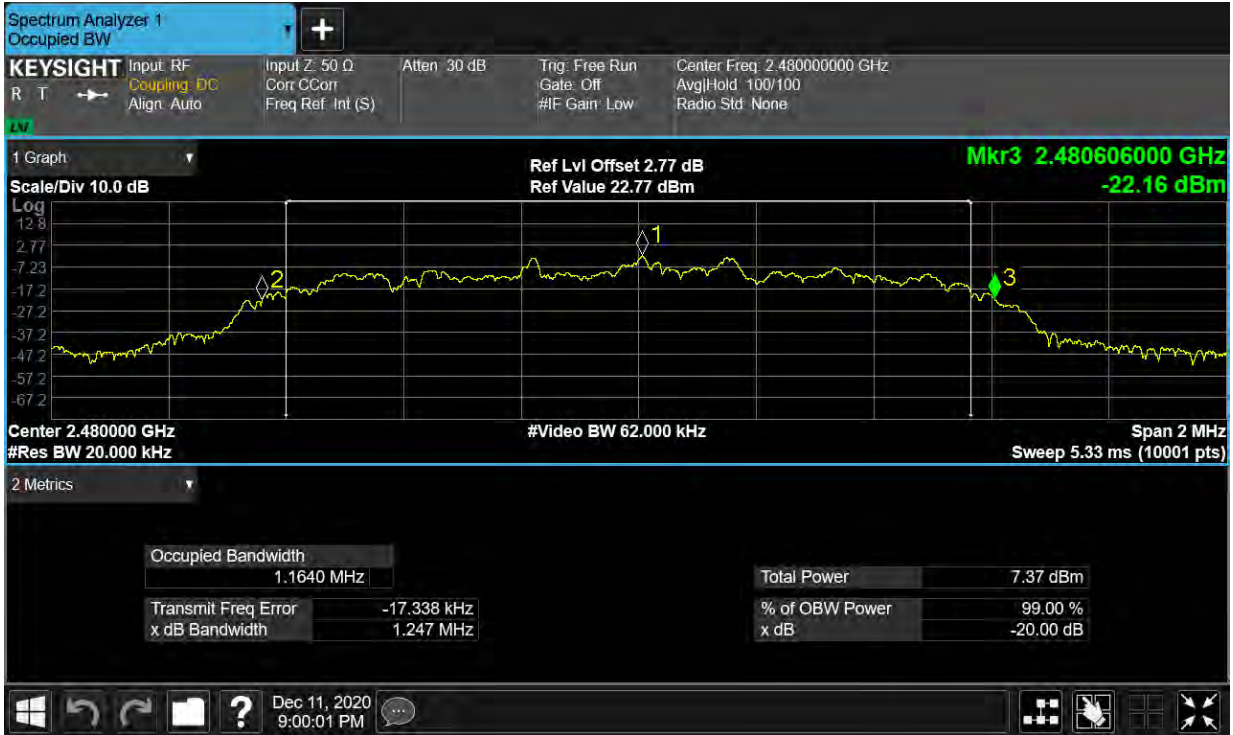 Spectrum Analyzer 1
Occupied BW
+
KEYSIGHT Input: RF Input Z: 50 Ω Atten: 30 dB Trig: Free Run Center Freq: 2.480000000 GHz
R T Coupling: DC Corr CCorr Gate: Off Avg|Hold: 100/100
Align: Auto Freq Ref: Int (S) #IF Gain: Low Radio Std: None
1 Graph
Ref Lvl Offset 2.77 dB Mkr3 2.480606000 GHz
Scale/Div 10.0 dB Ref Value 22.77 dBm -22.16 dBm
Log
12.8
2.77
-7.23
-17.2
-27.2
-37.2
-47.2
-57.2
-67.2
1
2
3
Center 2.480000 GHz #Video BW 62.000 kHz Span 2 MHz
#Res BW 20.000 kHz Sweep 5.33 ms (10001 pts)
2 Metrics
Occupied Bandwidth
1.1640 MHz Total Power 7.37 dBm
Transmit Freq Error -17.338 kHz % of OBW Power 99.00 %
x dB Bandwidth 1.247 MHz x dB -20.00 dB
? Dec 11, 2020
9:00:01 PM